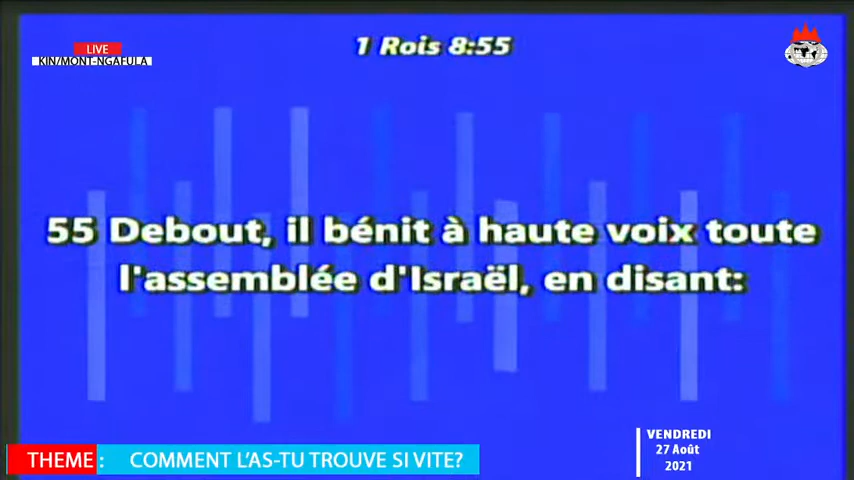 1 Rois 8:55
LIVE
KIN/MONT-NGAFULA
55 Debout, il bénit à haute voix toute
l'assemblée d'Israël, en disant:
THEME : COMMENT L'AS-TU TROUVE SI VITE?
VENDREDI
27 Août
2021